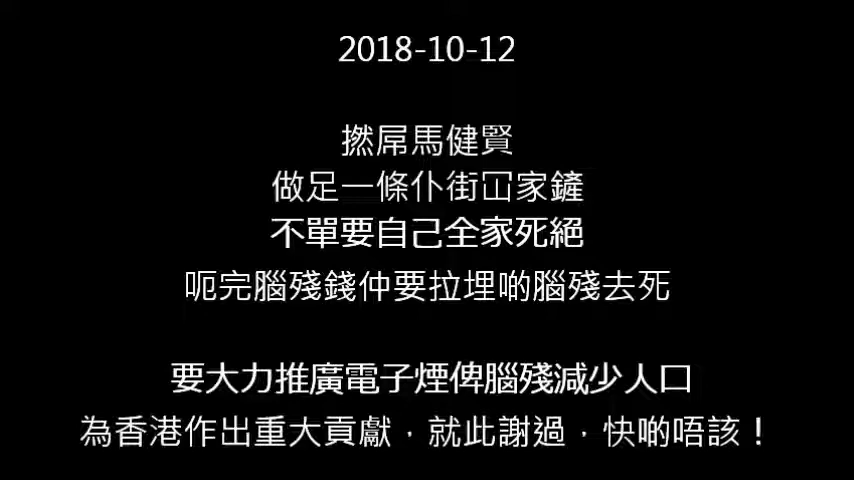 2018-10-12
撚屌馬健賢
做足一條仆街冚家鏟
不單要自己全家死絕
呃完腦殘錢仲要拉埋啲腦殘去死
要大力推廣電子煙俾腦殘減少人口
為香港作出重大貢獻，就此謝過，快啲唔該！